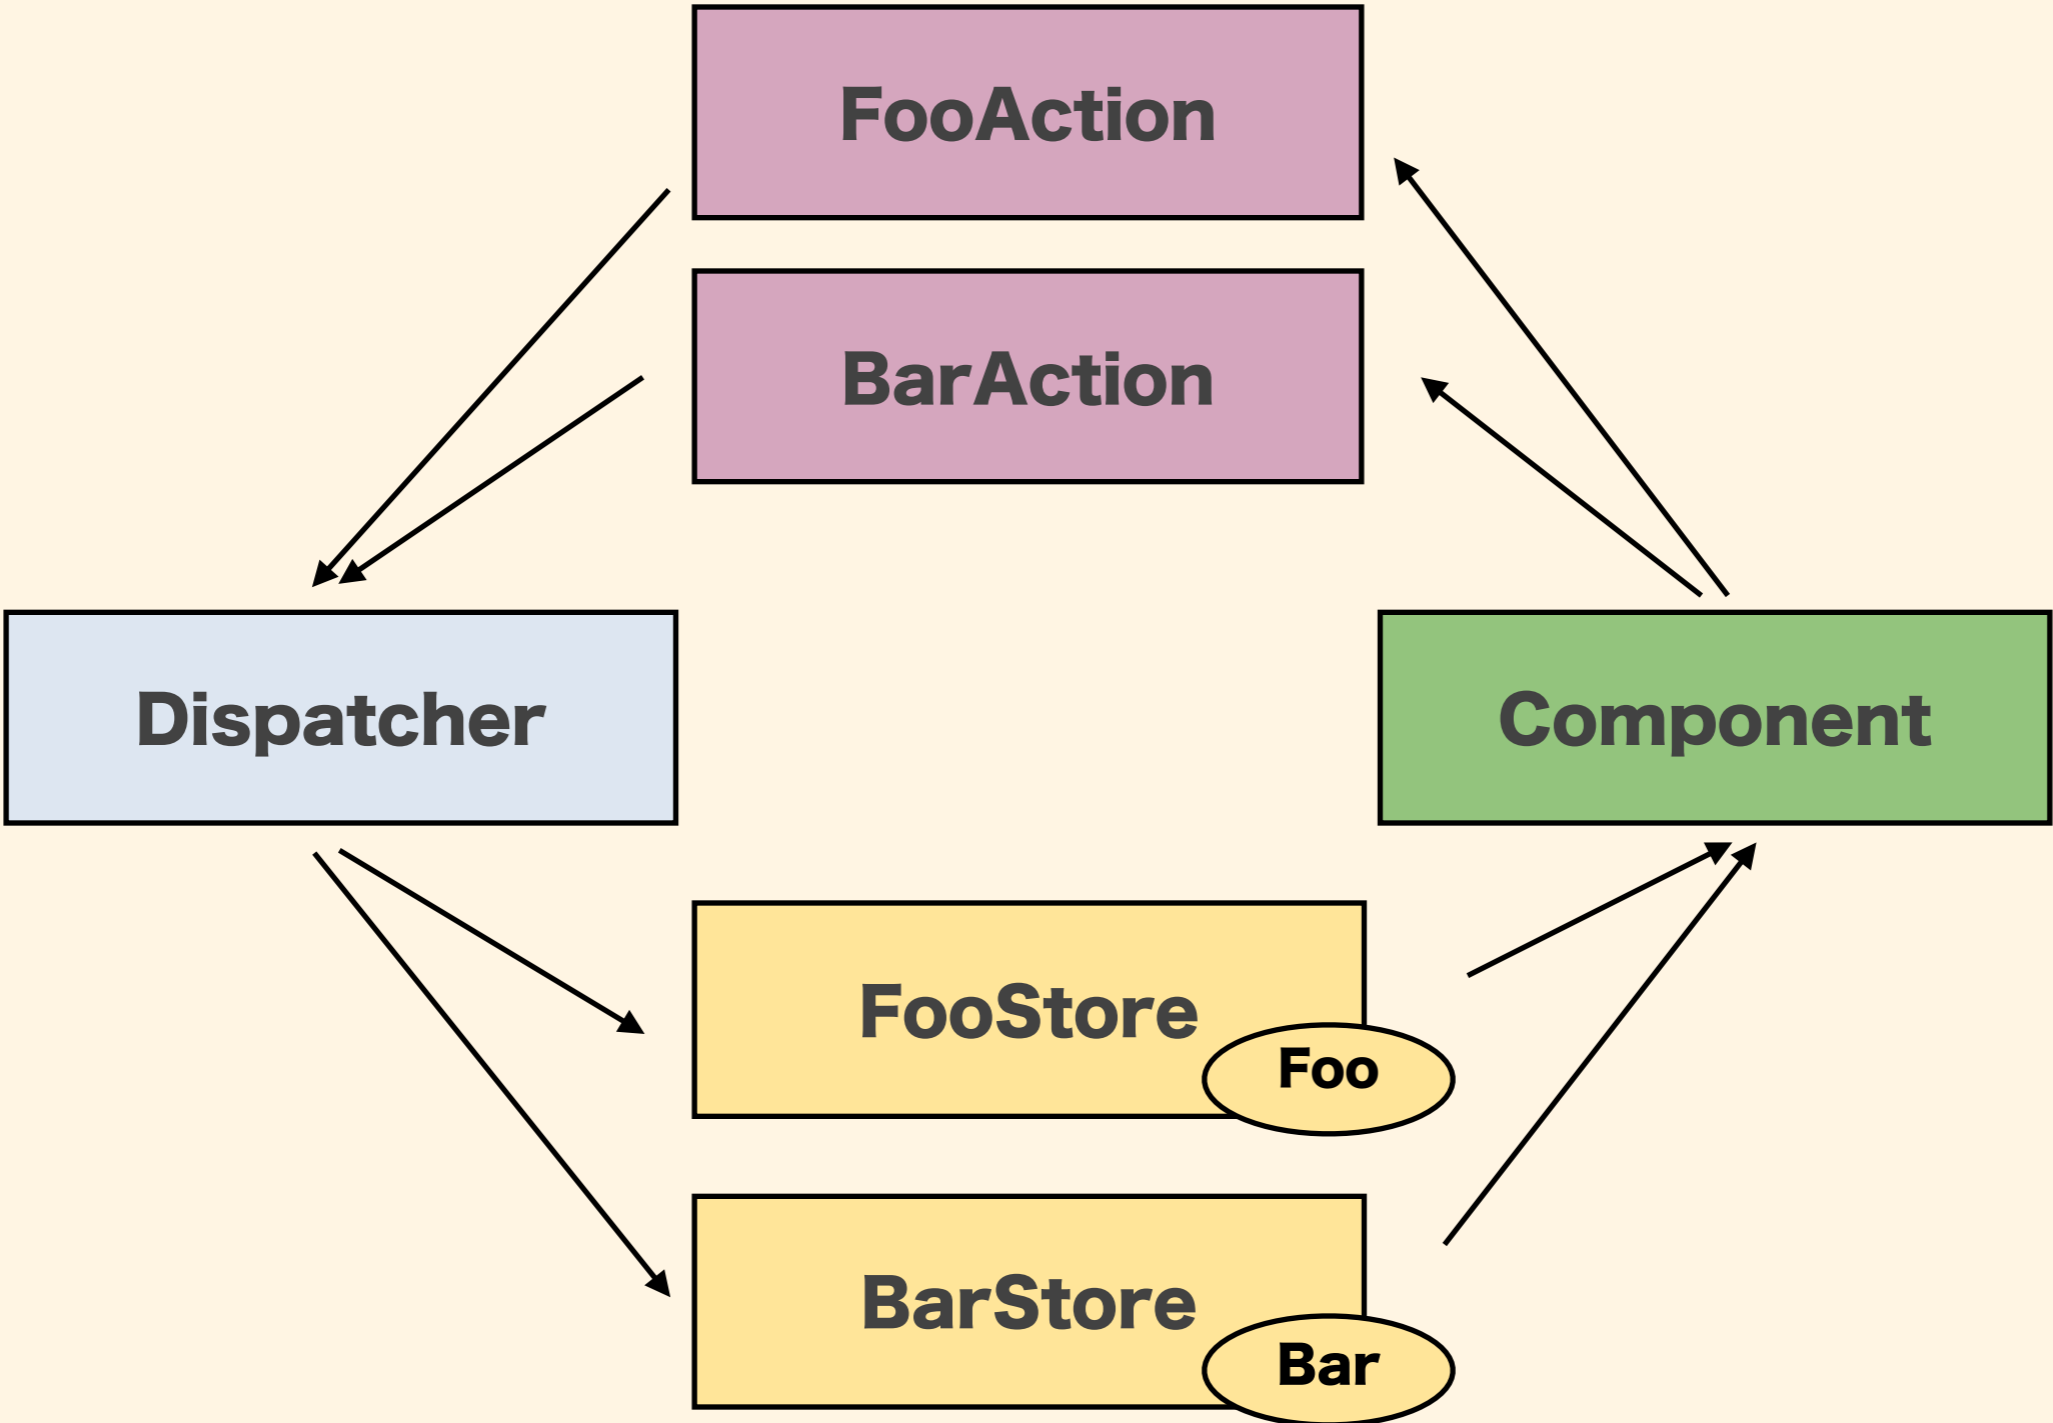 FooAction
BarAction
Dispatcher
Component
FooStore
Foo
BarStore
Bar